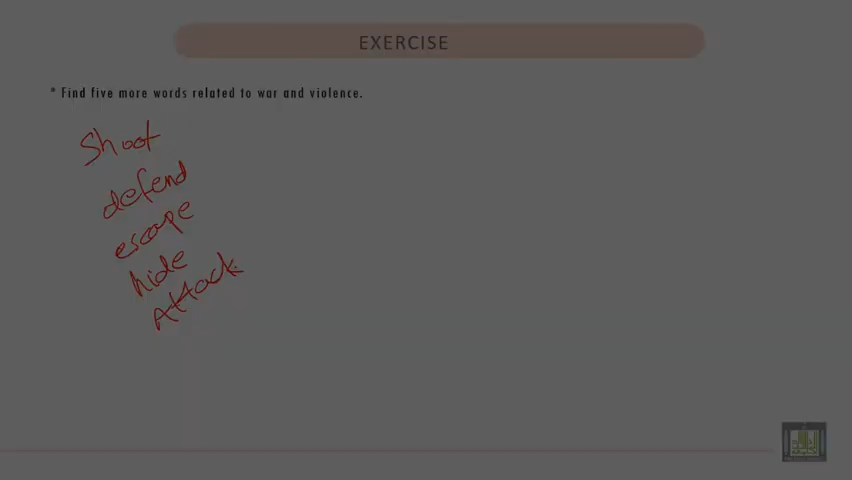 EXERCISE
* Find five more words related to war and violence.
Shoot
defend
escape
hide
Attack